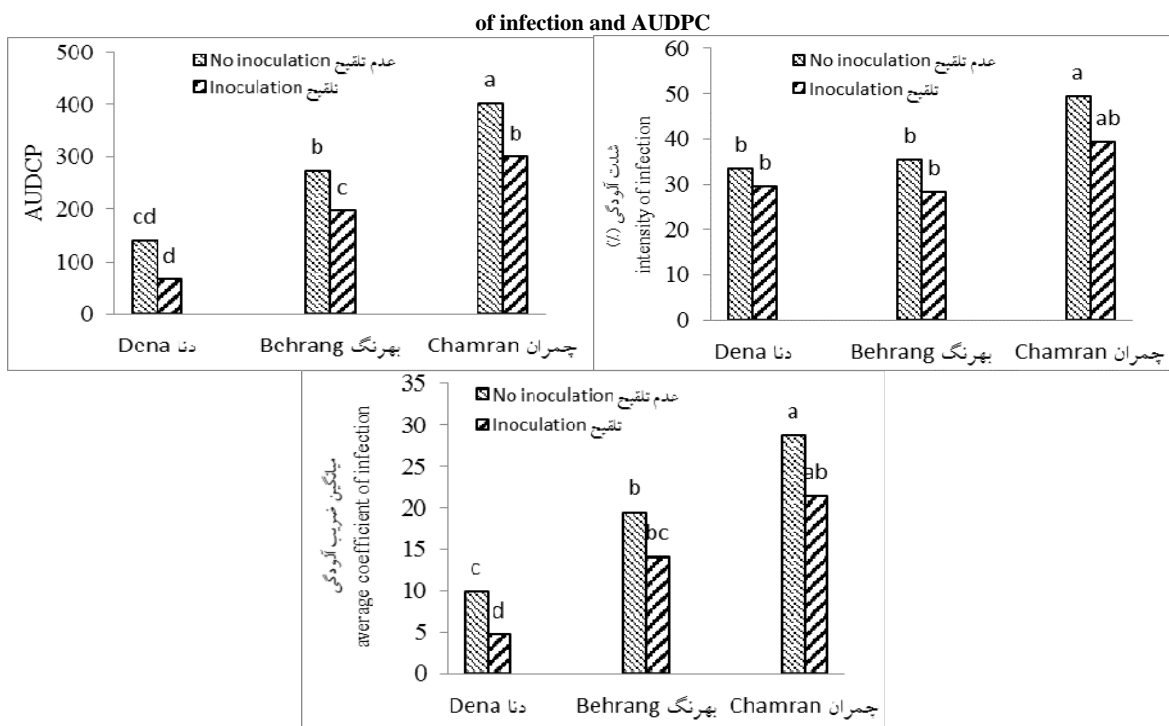 of infection and AUDPC
500
400
300
200
100
0
AUDCP
No inoculation عدم تلقیح
Inoculation تلقیح
cd
d
b
c
a
b
Dena دنا
Behrang بهرنگ
Chamran چمران
60
50
40
30
20
10
0
شدت آلودگی (٪)
intensity of infection
No inoculation عدم تلقیح
Inoculation تلقیح
b
b
b
b
a
ab
Dena دنا
Behrang بهرنگ
Chamran چمران
35
30
25
20
15
10
5
0
میانگین ضریب آلودگی
average coefficient of infection
No inoculation عدم تلقیح
Inoculation تلقیح
c
d
b
bc
a
ab
Dena دنا
Behrang بهرنگ
Chamran چمران